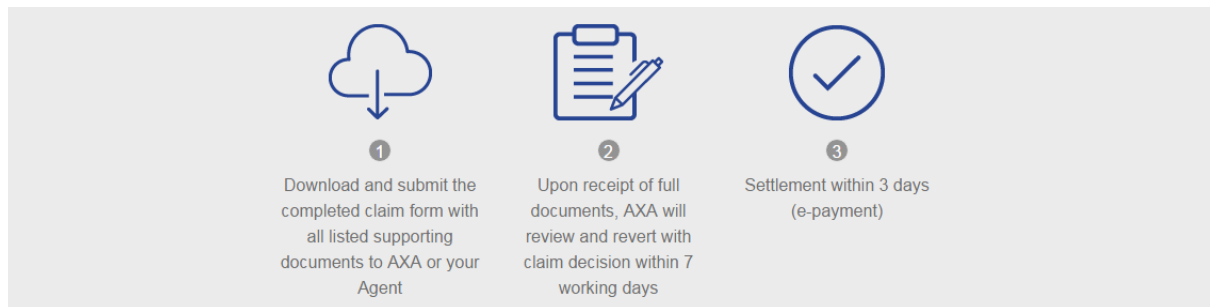 1
Download and submit the
completed claim form with
all listed supporting
documents to AXA or your
Agent
2
Upon receipt of full
documents, AXA will
review and revert with
claim decision within 7
working days
3
Settlement within 3 days
(e-payment)